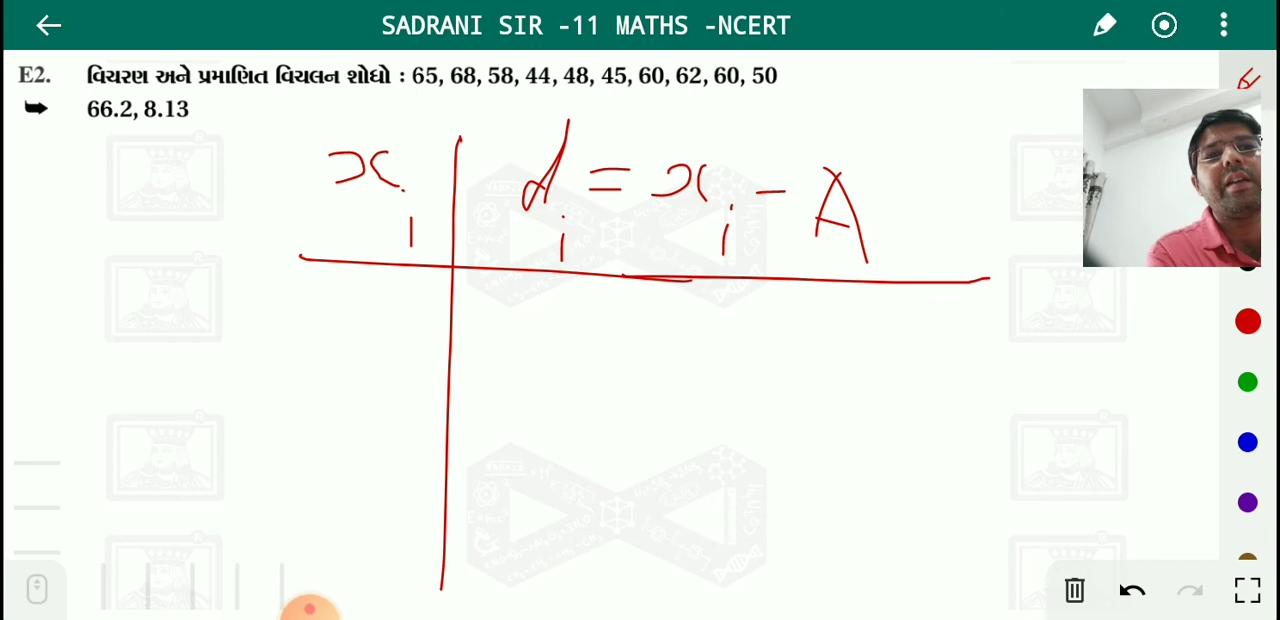 SADRANI SIR -11 MATHS -NCERT
E2. વિચરણ અને પ્રમાણિત વિચલન શોધો : 65, 68, 58, 44, 48, 45, 60, 62, 60, 50
➥ 66.2, 8.13
xi di = xi - A